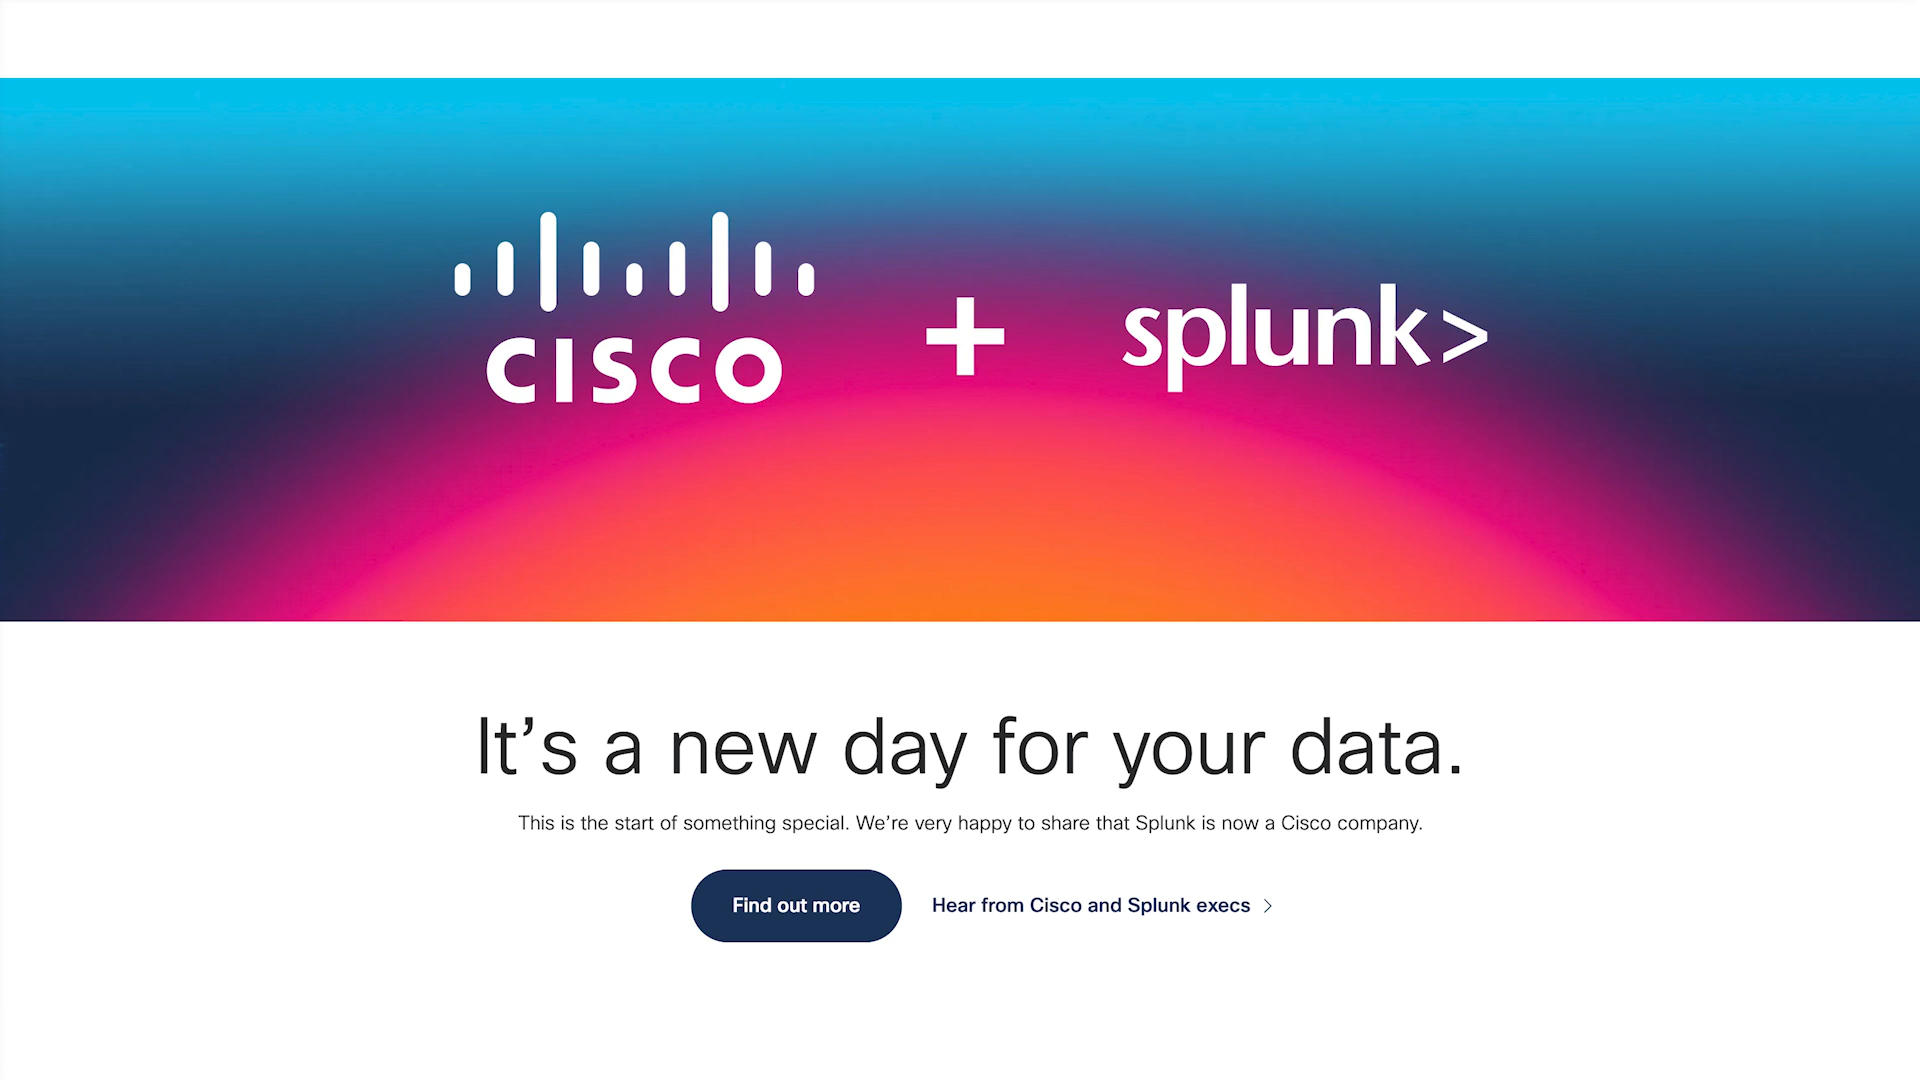 CISCO + splunk>
It’s a new day for your data.
This is the start of something special. We’re very happy to share that Splunk is now a Cisco company.
Find out more
Hear from Cisco and Splunk execs >